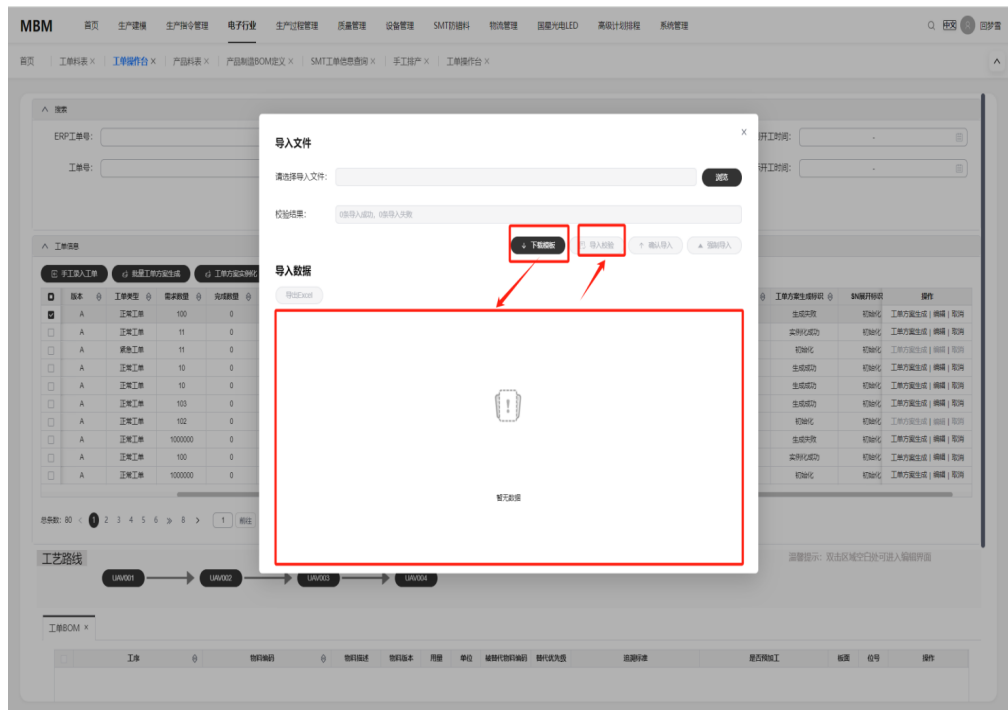 MBM 首页 生产建模 生产指令管理 电子行业 生产过程管理 质量管理 设备管理 SMT防错料 物流管理 国星光电LED 高级计划排程 系统管理 中文 回梦雪
首页 工单料表 × 工单操作台 × 产品料表 × 产品制造BOM定义 × SMT工单信息查询 × 手工排产 × 工单操作台 ×
搜索
ERP工单号: 开工时间: -
工单号: 开工时间: -
导入文件 X
请选择导入文件: 浏览
校验结果: 0条导入成功, 0条导入失败
下载模板 导入校验 确认导入 强制导入
导入数据
导出Excel
暂无数据
工单信息
手工录入工单 批量工单方案生成 工单方案实例化
版本 工单类型 需求数量 完成数量 工单方案生成标识 SN展开标识 操作
A 正常工单 100 0 生成失败 初始化 工单方案生成 | 编辑 | 取消
A 正常工单 11 0 实例化成功 初始化 工单方案生成 | 编辑 | 取消
A 紧急工单 11 0 初始化 初始化 工单方案生成 | 编辑 | 取消
A 正常工单 10 0 生成成功 初始化 工单方案生成 | 编辑 | 取消
A 正常工单 10 0 生成成功 初始化 工单方案生成 | 编辑 | 取消
A 正常工单 103 0 生成成功 初始化 工单方案生成 | 编辑 | 取消
A 正常工单 102 0 初始化 初始化 工单方案生成 | 编辑 | 取消
A 正常工单 1000000 0 生成失败 初始化 工单方案生成 | 编辑 | 取消
A 正常工单 100 0 实例化成功 初始化 工单方案生成 | 编辑 | 取消
A 正常工单 1000000 0 初始化 初始化 工单方案生成 | 编辑 | 取消
总条数: 80 < 1 2 3 4 5 6 » 8 > 1 前往
工艺路线 温馨提示: 双击区域空白处可进入编辑界面
UAV001 UAV002 UAV003 UAV004
工单BOM ×
工序 物料编码 物料描述 物料版本 用量 单位 被替代物料编码 替代优先级 追溯标准 是否预加工 板面 位号 操作